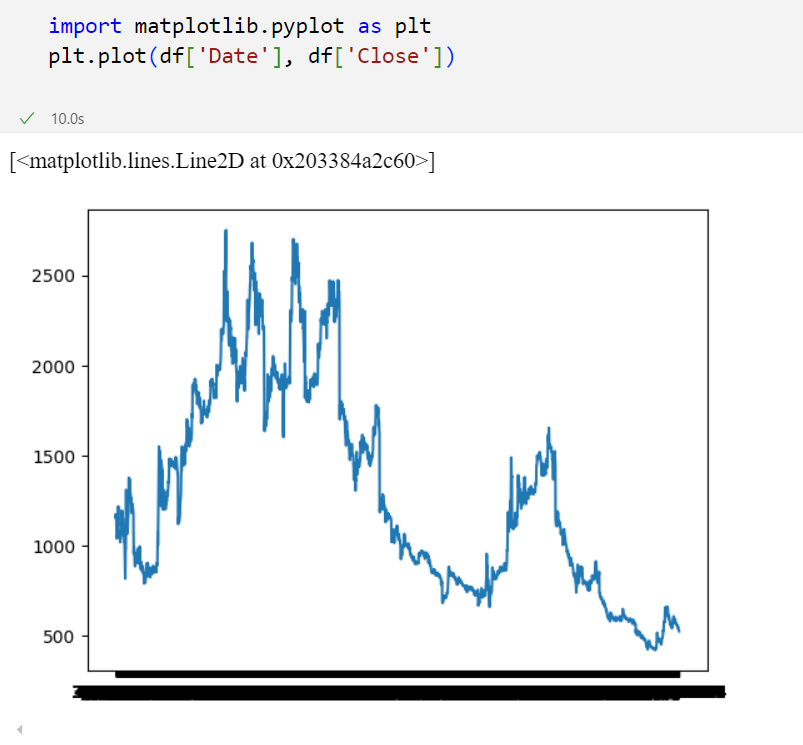 import matplotlib.pyplot as plt
plt.plot(df['Date'], df['Close'])
10.0s
[<matplotlib.lines.Line2D at 0x203384a2c60>]
2500
2000
1500
1000
500